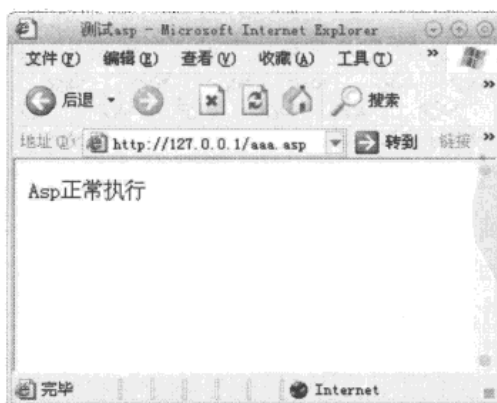 测试asp - Microsoft Internet Explorer
文件(F) 编辑(E) 查看(V) 收藏(A) 工具(T) »
后退 搜索 »
地址(D) http://127.0.0.1/aaa.asp 转到 链接 »
Asp正常执行
完毕 Internet